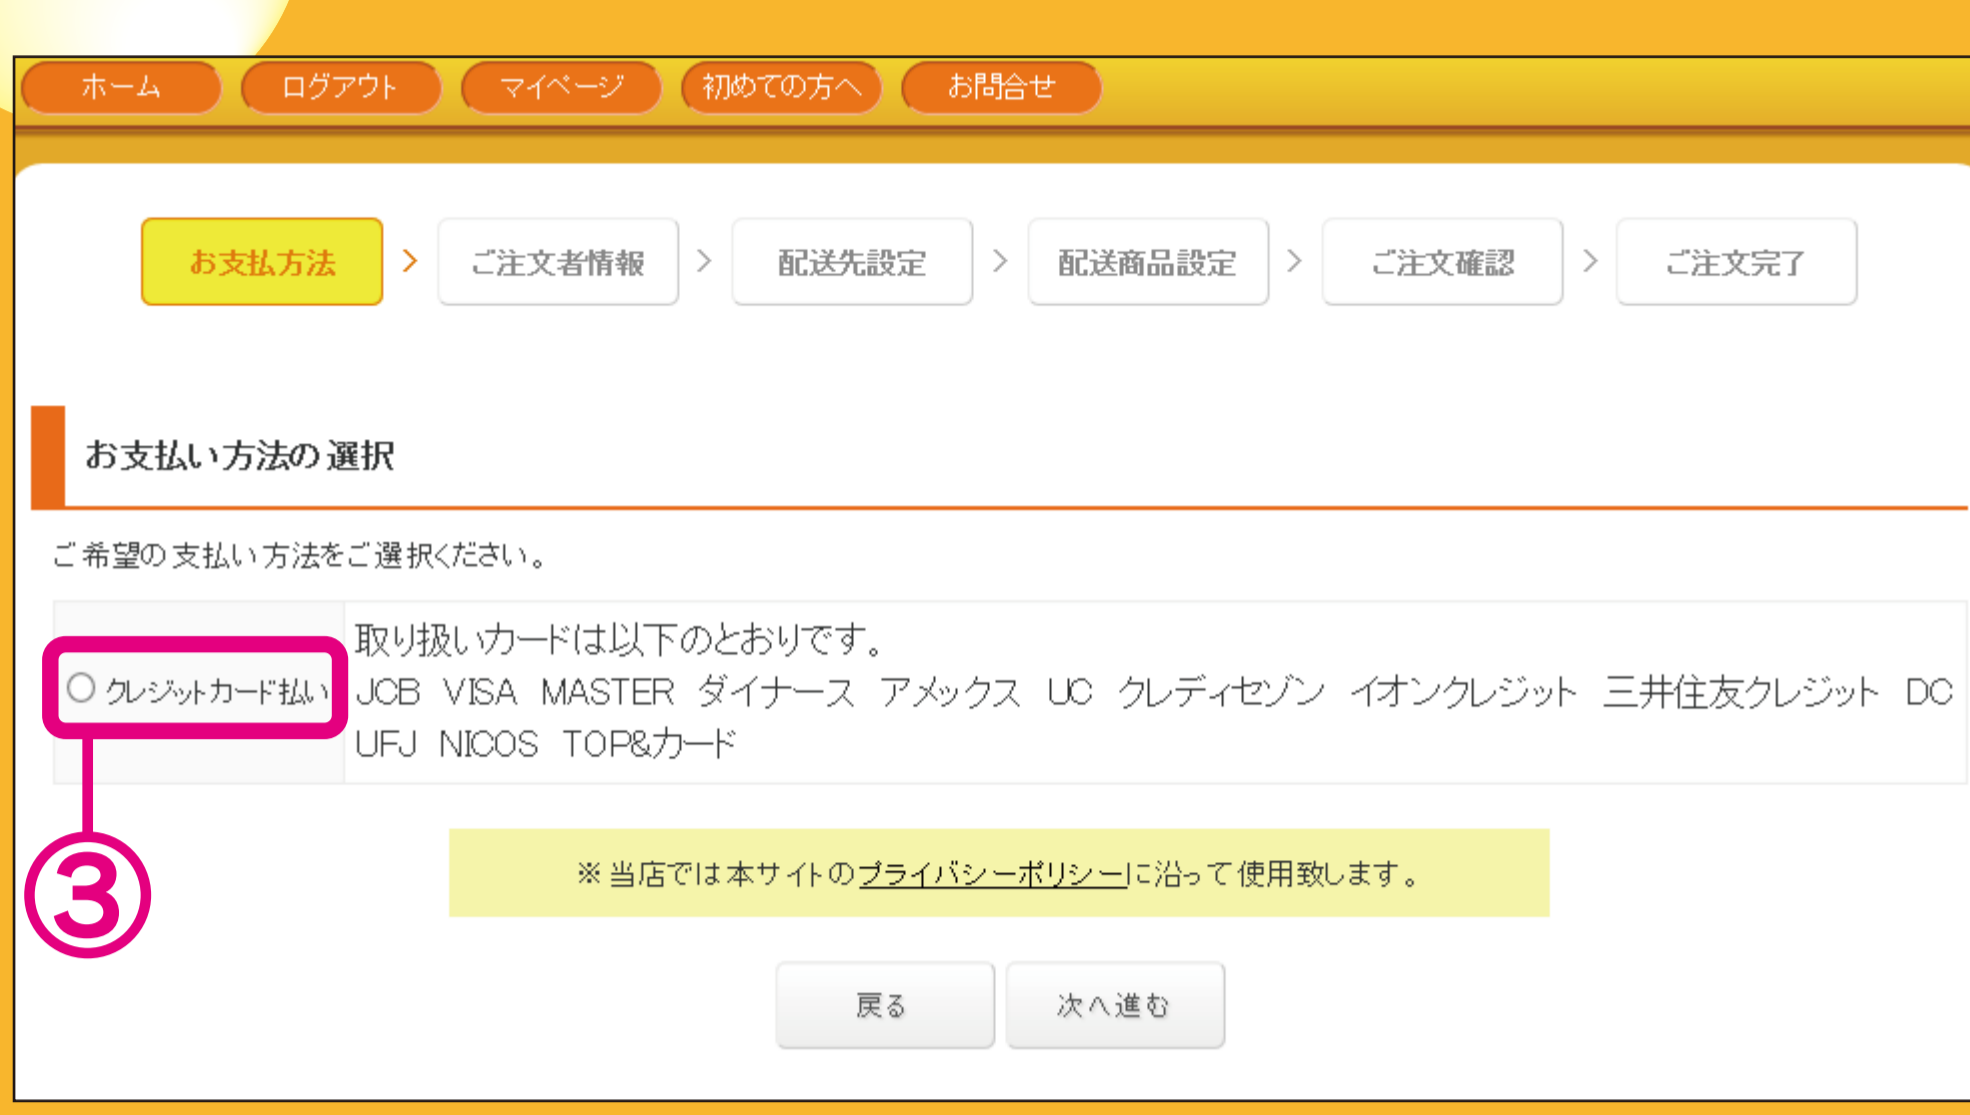 ホーム ログアウト マイページ 初めての方へ お問合せ
お支払方法 > ご注文者情報 > 配送先設定 > 配送商品設定 > ご注文確認 > ご注文完了
お支払い方法の選択
ご希望の支払い方法をご選択ください。
取り扱いカードは以下のとおりです。
クレジットカード払い JCB VISA MASTER ダイナース アメックス UC クレディセゾン イオンクレジット 三井住友クレジット DC
UFJ NICOS TOP&カード
③
※当店では本サイトのプライバシーポリシーに沿って使用致します。
戻る 次へ進む